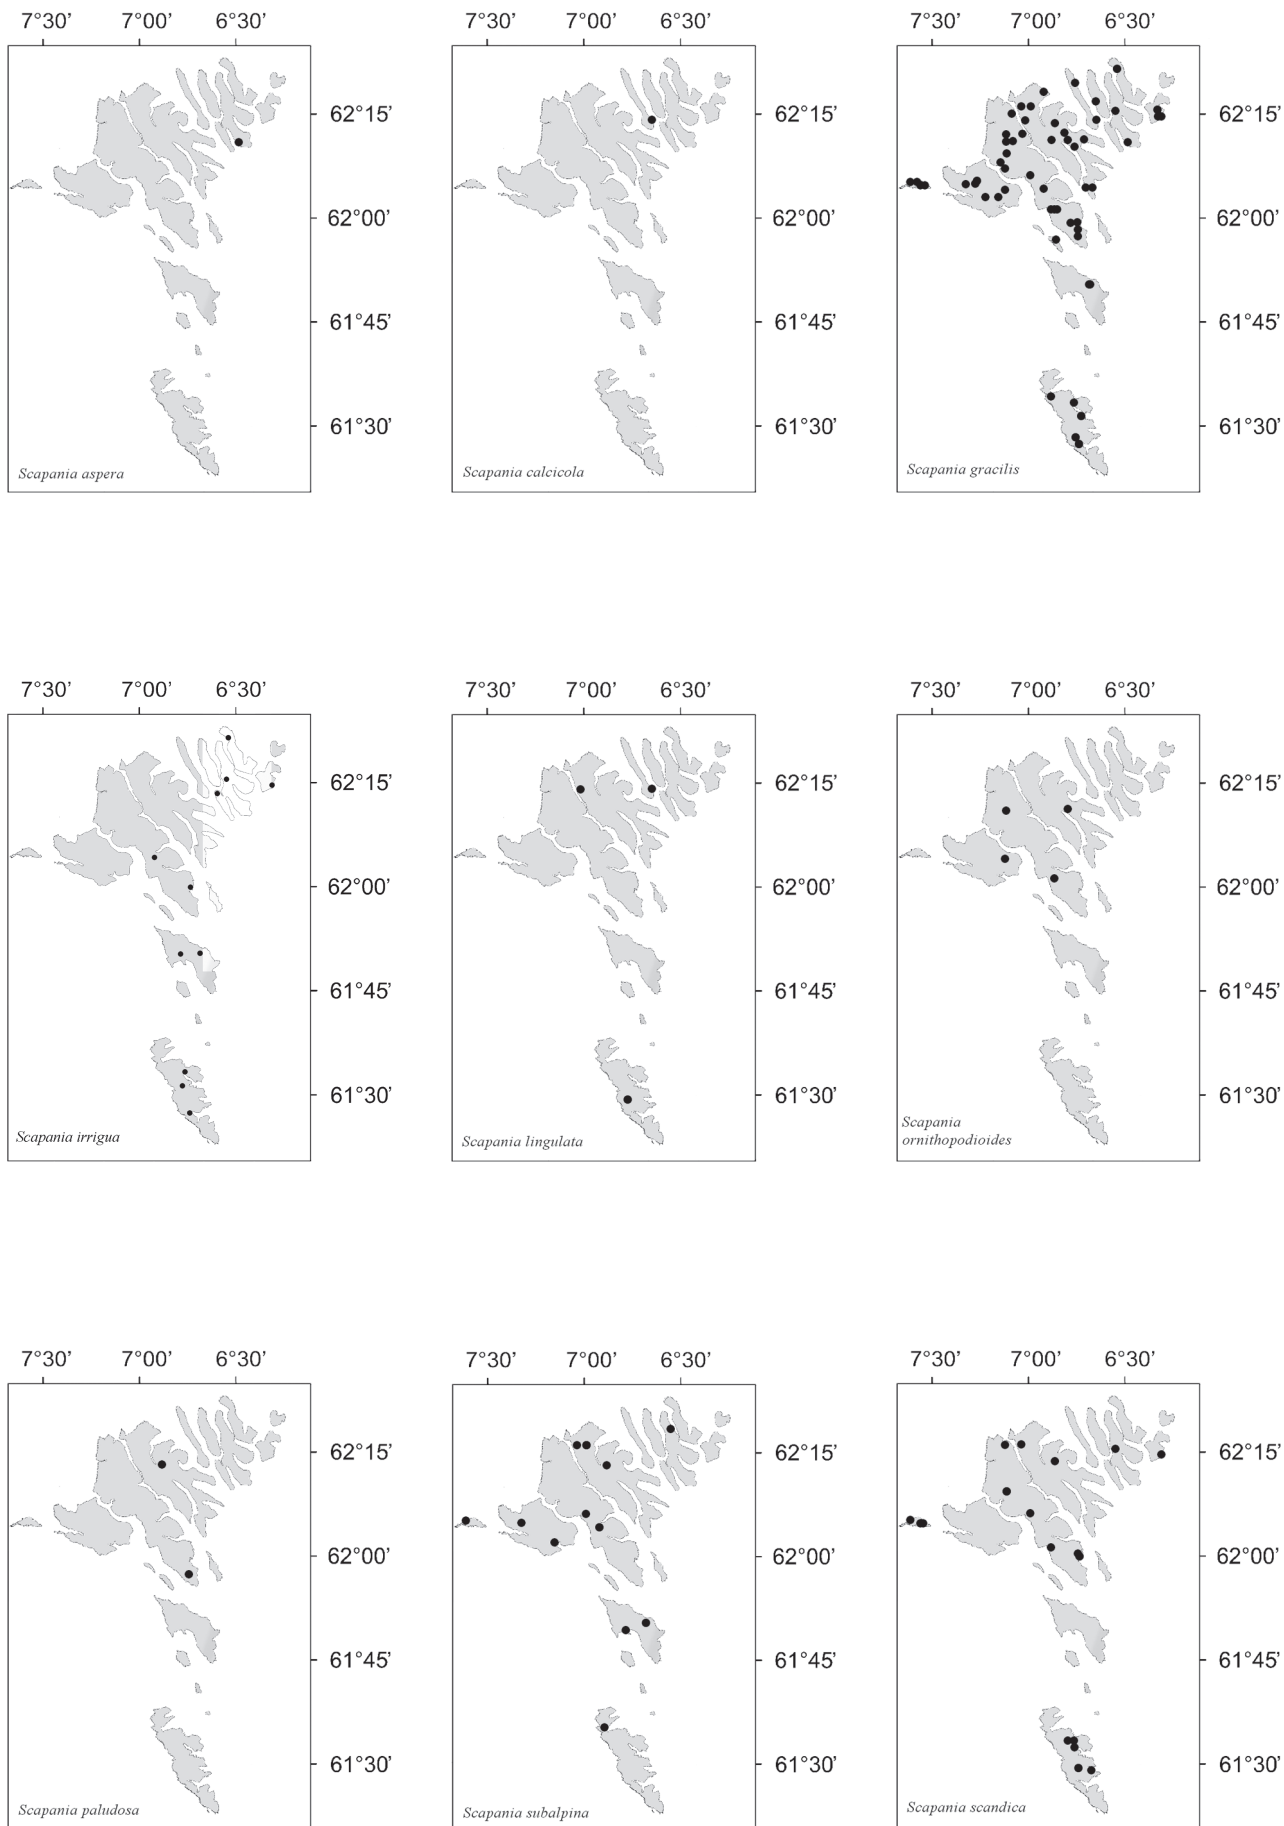 7°30’ 7°00’ 6°30’ 7°30’ 7°00’ 6°30’ 7°30’ 7°00’ 6°30’
62°15’ 62°15’ 62°15’
62°00’ 62°00’ 62°00’
61°45’ 61°45’ 61°45’
61°30’ 61°30’ 61°30’
Scapania aspera Scapania calcicola Scapania gracilis
7°30’ 7°00’ 6°30’ 7°30’ 7°00’ 6°30’ 7°30’ 7°00’ 6°30’
62°15’ 62°15’ 62°15’
62°00’ 62°00’ 62°00’
61°45’ 61°45’ 61°45’
61°30’ 61°30’ 61°30’
Scapania irrigua Scapania lingulata Scapania
ornithopodioides
7°30’ 7°00’ 6°30’ 7°30’ 7°00’ 6°30’ 7°30’ 7°00’ 6°30’
62°15’ 62°15’ 62°15’
62°00’ 62°00’ 62°00’
61°45’ 61°45’ 61°45’
61°30’ 61°30’ 61°30’
Scapania paludosa Scapania subalpina Scapania scandica